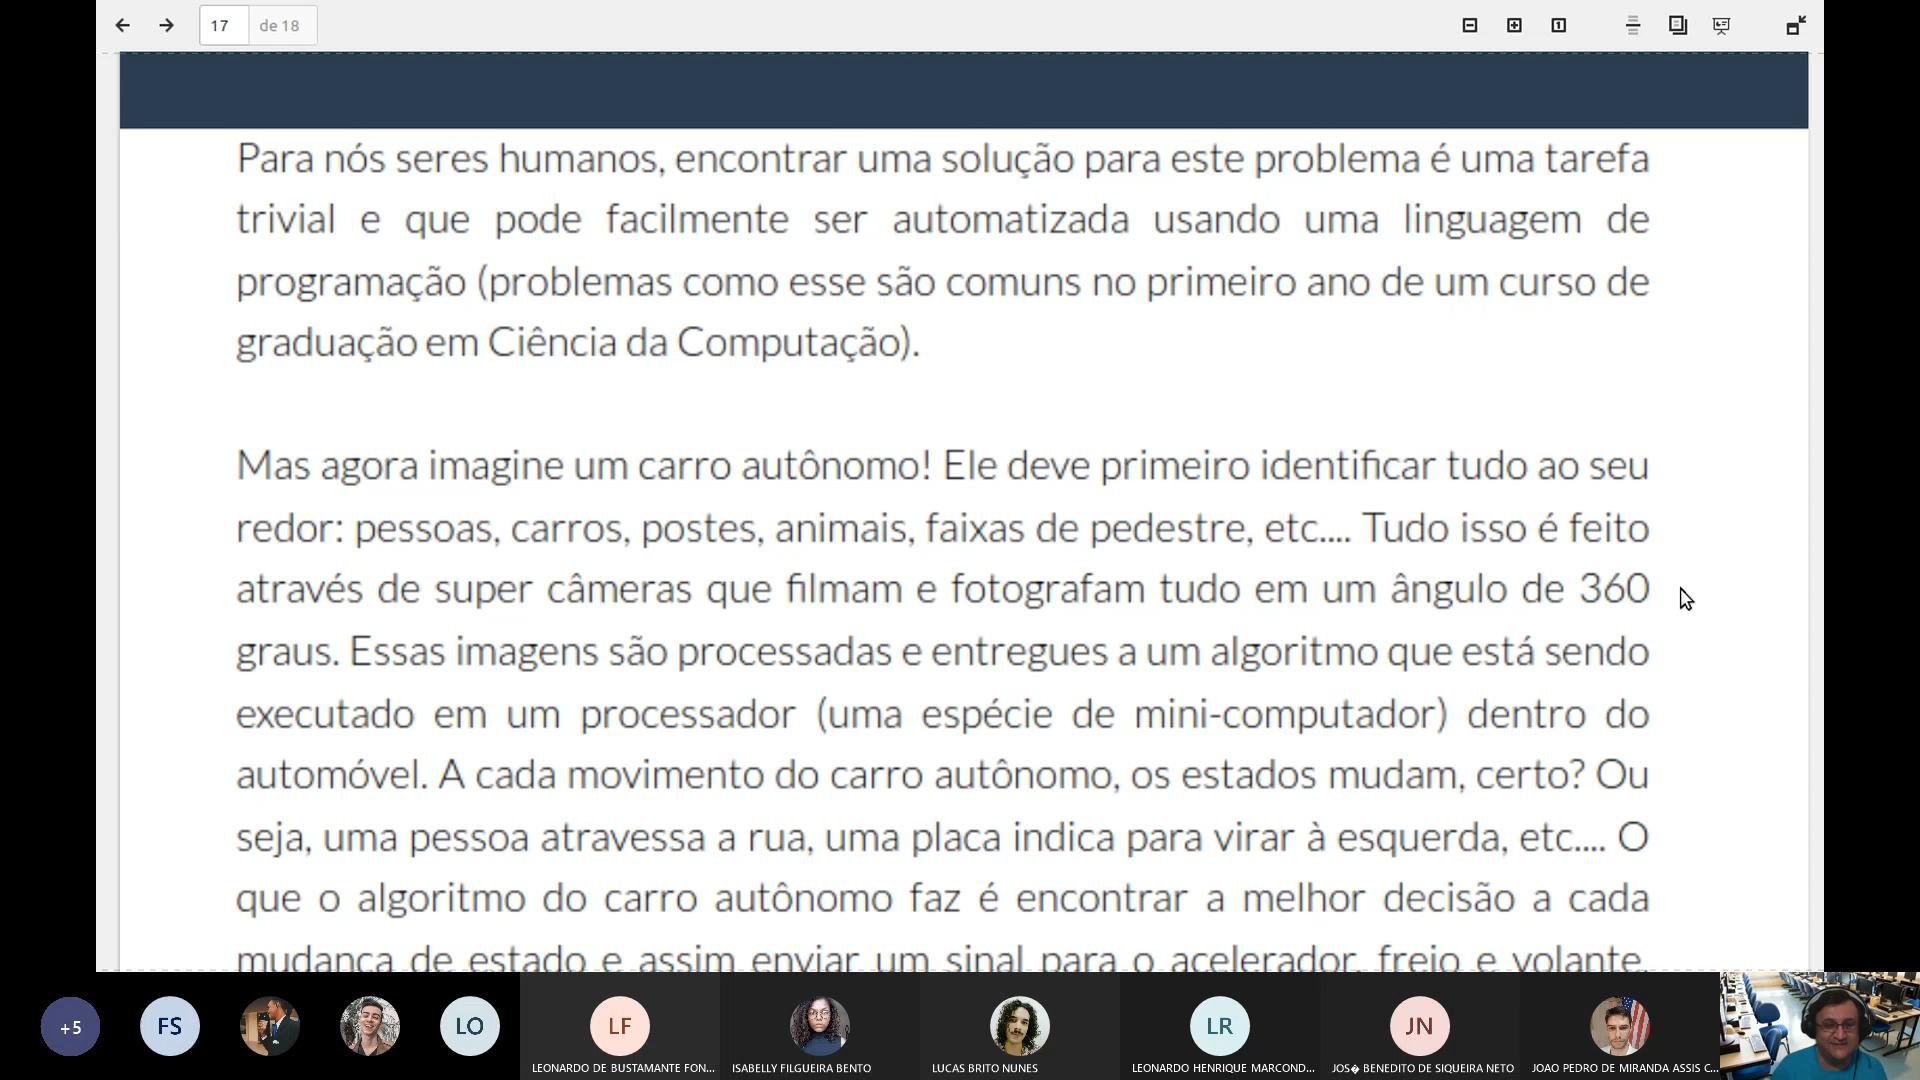 17 de 18
Para nós seres humanos, encontrar uma solução para este problema é uma tarefa
trivial e que pode facilmente ser automatizada usando uma linguagem de
programação (problemas como esse são comuns no primeiro ano de um curso de
graduação em Ciência da Computação).
Mas agora imagine um carro autônomo! Ele deve primeiro identificar tudo ao seu
redor: pessoas, carros, postes, animais, faixas de pedestre, etc.... Tudo isso é feito
através de super câmeras que filmam e fotografam tudo em um ângulo de 360
graus. Essas imagens são processadas e entregues a um algoritmo que está sendo
executado em um processador (uma espécie de mini-computador) dentro do
automóvel. A cada movimento do carro autônomo, os estados mudam, certo? Ou
seja, uma pessoa atravessa a rua, uma placa indica para virar à esquerda, etc.... O
que o algoritmo do carro autônomo faz é encontrar a melhor decisão a cada
mudança de estado e assim enviar um sinal para o acelerador, freio e volante.
+5 FS LO LF LR JN
LEONARDO DE BUSTAMANTE FON... ISABELLY FILGUEIRA BENTO LUCAS BRITO NUNES LEONARDO HENRIQUE MARCOND... JOS� BENEDITO DE SIQUEIRA NETO JOAO PEDRO DE MIRANDA ASSIS C...